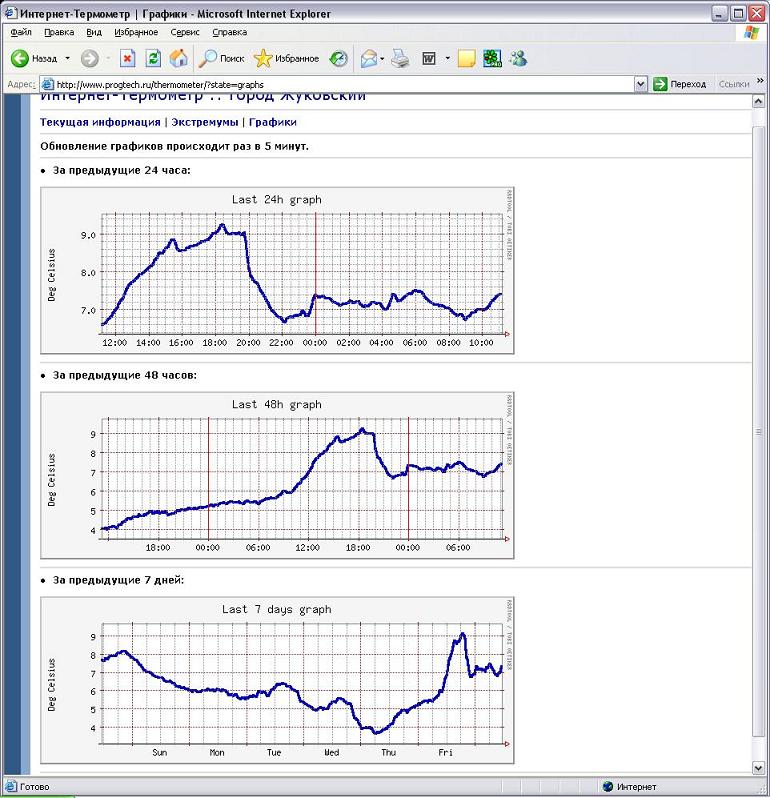 Интернет-Термометр | Графики - Microsoft Internet Explorer
Файл Правка Вид Избранное Сервис Справка
Назад Поиск Избранное
Адрес: http://www.progtech.ru/thermometer/?state=graphs Переход Ссылки »
Интернет-Термометр :: Город Жуковский
Текущая информация | Экстремумы | Графики
Обновление графиков происходит раз в 5 минут.
• За предыдущие 24 часа:
Last 24h graph
RRDTOOL / TOBI OETIKER
Deg Celsius
9.0
8.0
7.0
12:00 14:00 16:00 18:00 20:00 22:00 00:00 02:00 04:00 06:00 08:00 10:00
• За предыдущие 48 часов:
Last 48h graph
RRDTOOL / TOBI OETIKER
Deg Celsius
9
8
7
6
5
4
18:00 00:00 06:00 12:00 18:00 00:00 06:00
• За предыдущие 7 дней:
Last 7 days graph
RRDTOOL / TOBI OETIKER
Deg Celsius
9
8
7
6
5
4
Sun Mon Tue Wed Thu Fri
Готово Интернет